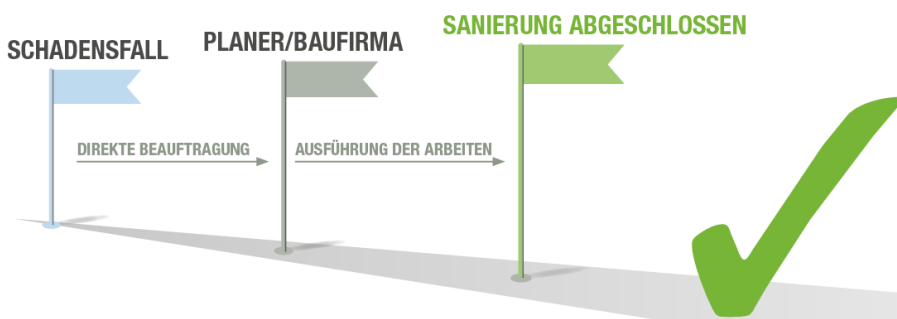 SCHADENSFALL
PLANER/BAUFIRMA
SANIERUNG ABGESCHLOSSEN
DIREKTE BEAUFTRAGUNG
AUSFÜHRUNG DER ARBEITEN